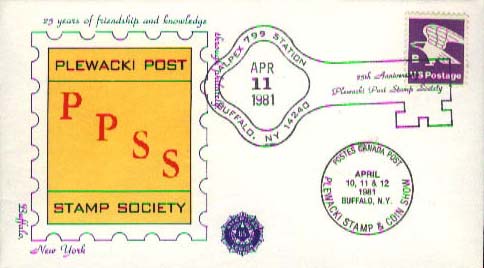 25 years of friendship and knowledge
PLEWACKI POST
P
P
S
S
STAMP SOCIETY
Buffalo,
New York
ALPEX 799 STATION
APR
11
1981
BUFFALO, NY 14240
US Postage
25th Anniversary
Plewacki Post Stamp Society
POSTES CANADA POST
APRIL
10, 11 & 12
1981
BUFFALO, N.Y.
PLEWACKI STAMP & COIN SHOW